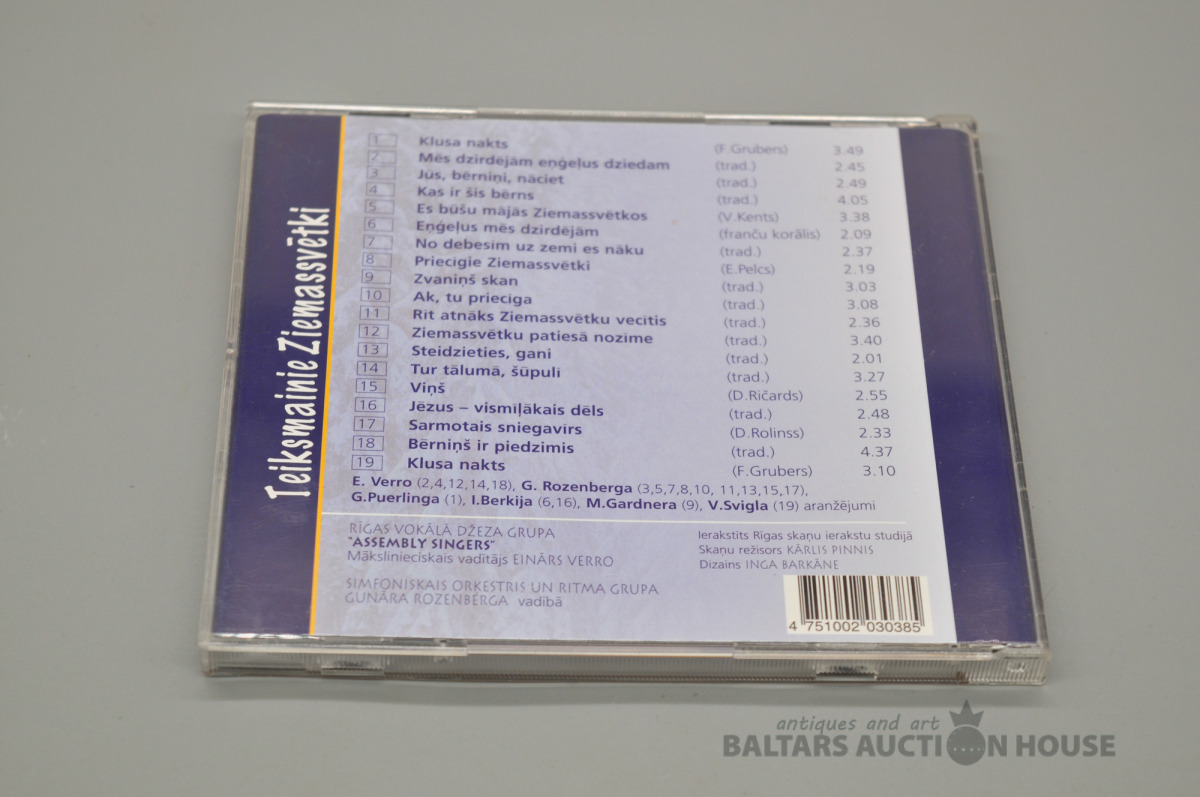 Teiksmainie Ziemassvētki
1 Klusa nakts (F.Grubers) 3.49
2 Mēs dzirdējām eņģeļus dziedam (trad.) 2.45
3 Jūs, bērniņi, nāciet (trad.) 2.49
4 Kas ir šis bērns (trad.) 4.05
5 Es būšu mājās Ziemassvētkos (V.Kents) 3.38
6 Eņģeļus mēs dzirdējām (franču korālis) 2.09
7 No debesīm uz zemi es nāku (trad.) 2.37
8 Priecīgie Ziemassvētki (E.Pelcs) 2.19
9 Zvaniņš skan (trad.) 3.03
10 Ak, tu priecīga (trad.) 3.08
11 Rīt atnāks Ziemassvētku vecītis (trad.) 2.36
12 Ziemassvētku patiesā nozīme (trad.) 3.40
13 Steidzieties, gani (trad.) 2.01
14 Tur tālumā, šūpulī (trad.) 3.27
15 Viņš (D.Ričards) 2.55
16 Jēzus – vismīļākais dēls (trad.) 2.48
17 Sarmotais sniegavīrs (D.Rolinss) 2.33
18 Bērniņš ir piedzimis (trad.) 4.37
19 Klusa nakts (F.Grubers) 3.10
E. Verro (2,4,12,14,18), G. Rozenberga (3,5,7,8,10, 11,13,15,17),
G.Puerlinga (1), I.Berkija (6,16), M.Gardnera (9), V.Svigla (19) aranžējumi
RĪGAS VOKĀLĀ DŽEZA GRUPA
"ASSEMBLY SINGERS"
Mākslinieciskais vadītājs EINĀRS VERRO
SIMFONISKAIS ORĶESTRIS UN RITMA GRUPA
GUNĀRA ROZENBERGA vadībā
Ierakstīts Rīgas skaņu ierakstu studijā
Skaņu režisors KĀRLIS PINNIS
Dizains INGA BARKĀNE
4 751002 030385
antiques and art
BALTARS AUCTION HOUSE